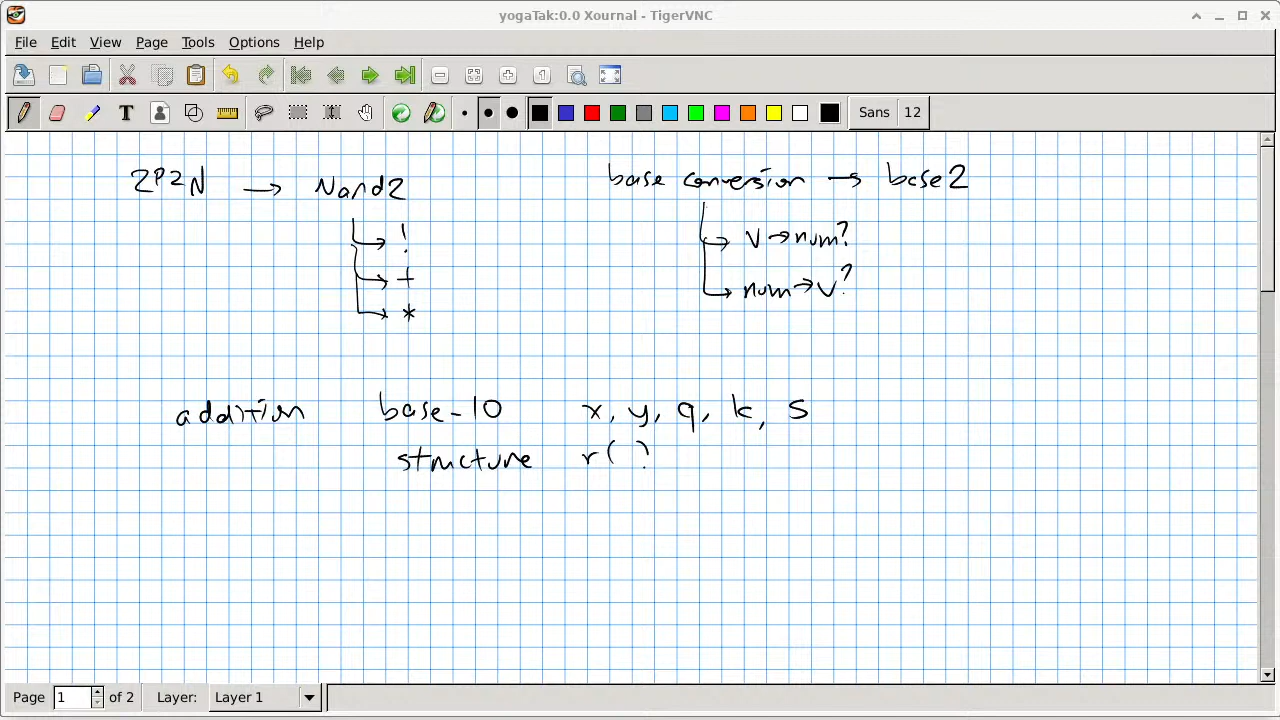 yogaTak:0.0 Xournal - TigerVNC
File Edit View Page Tools Options Help
Sans 12
2P2N → Nand2
→ !
→ +
→ *
base conversion → base2
→ v → num?
→ num → v?
addition base-10 x, y, q, k, s
structure r( )
Page 1 of 2 Layer: Layer 1